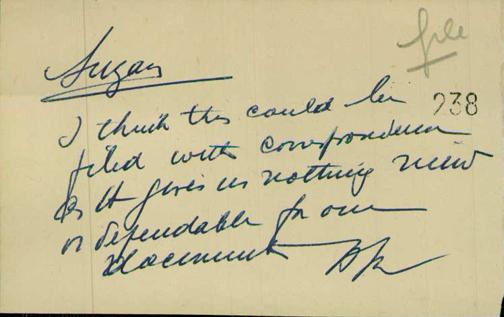 file
Sugar
238
I think this could be
filed with correspondence
as it gives us nothing new
or dependable for our
document